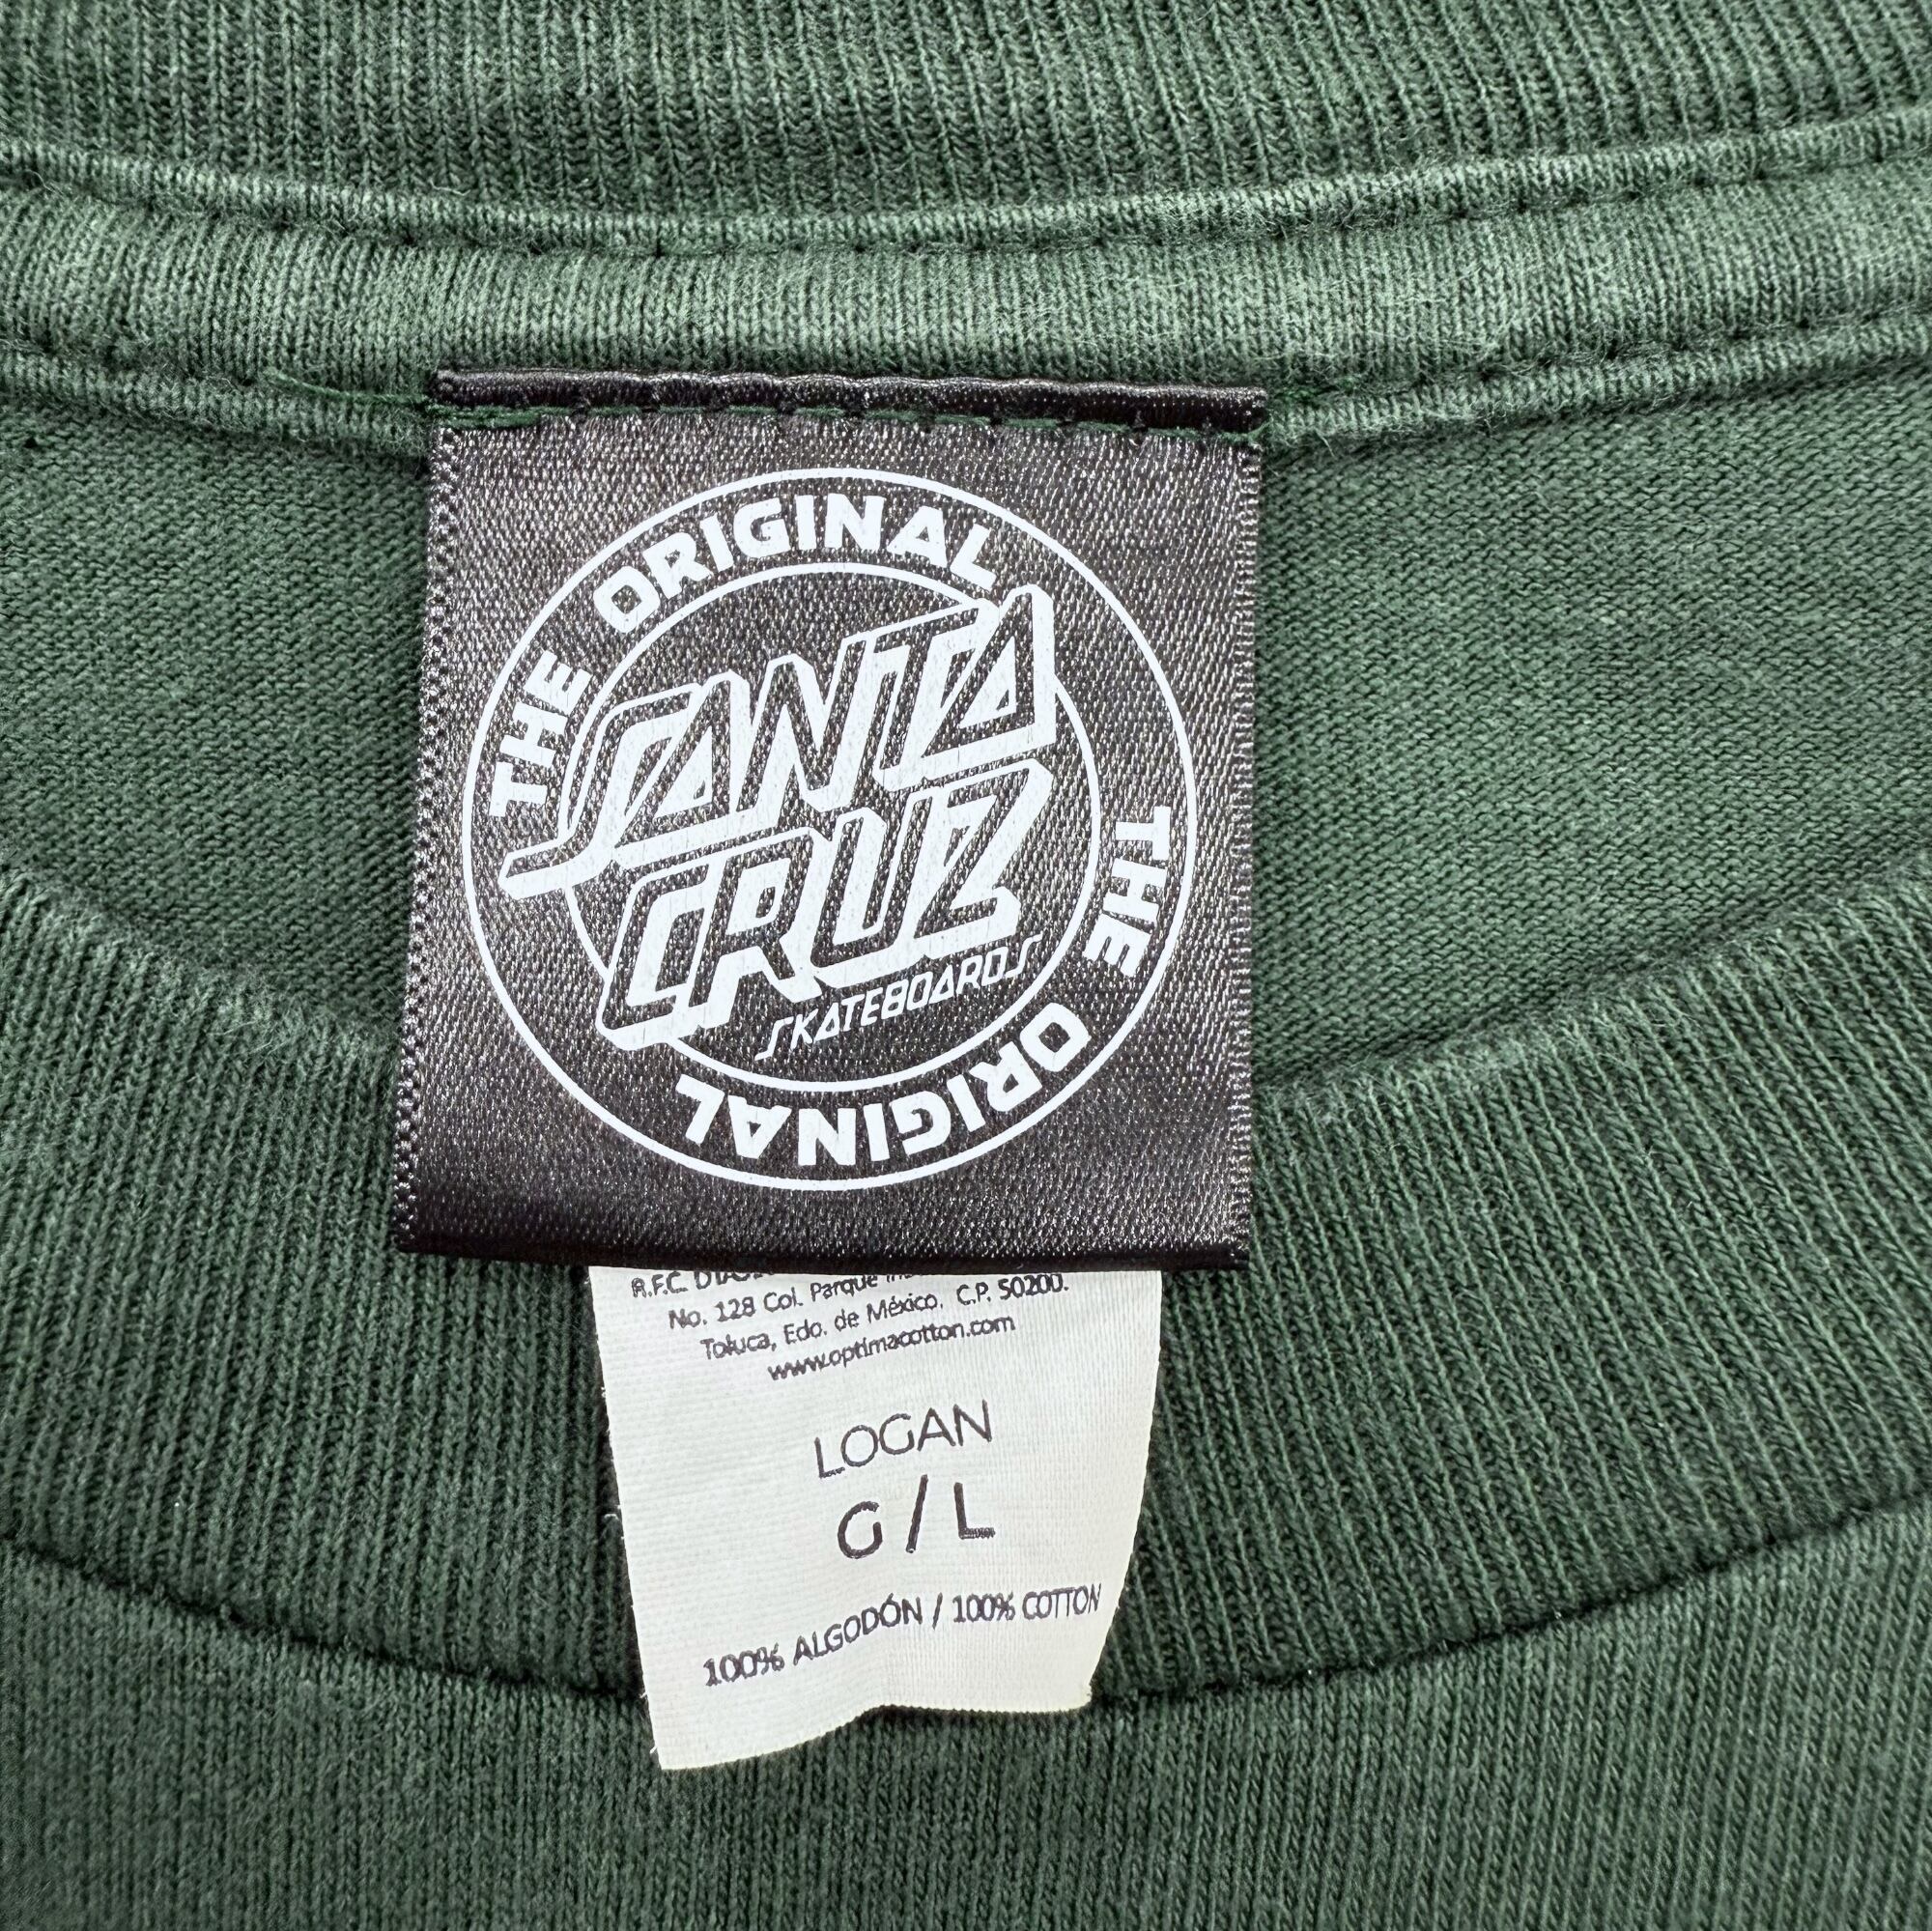 THE ORIGINAL
SANTA
CRUZ
SKATEBOARDS
THE ORIGINAL
R.F.C.
No. 128 Col. Parque
Toluca, Edo. de México. C.P. 50200.
www.optimacotton.com
LOGAN
G / L
100% ALGODÓN / 100% COTTON